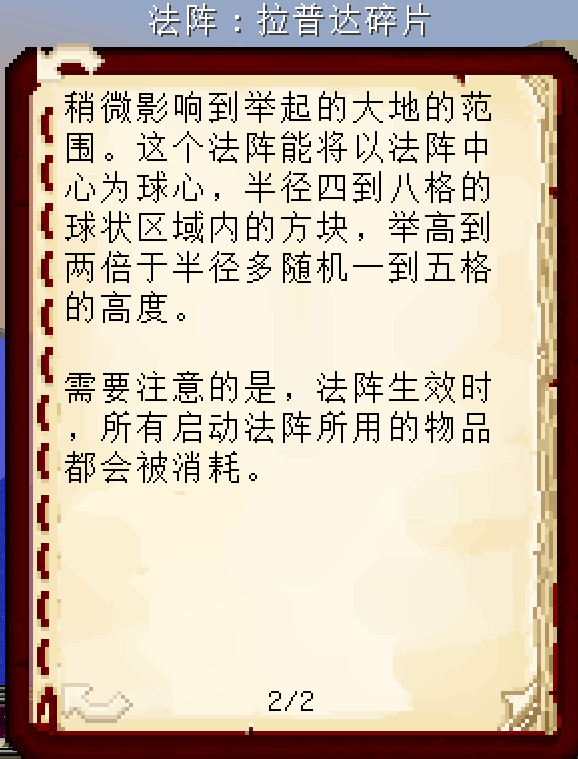 法阵：拉普达碎片
稍微影响到举起的大地的范
围。这个法阵能将以法阵中
心为球心，半径四到八格的
球状区域内的方块，举高到
两倍于半径多随机一到五格
的高度。
需要注意的是，法阵生效时
，所有启动法阵所用的物品
都会被消耗。
2/2